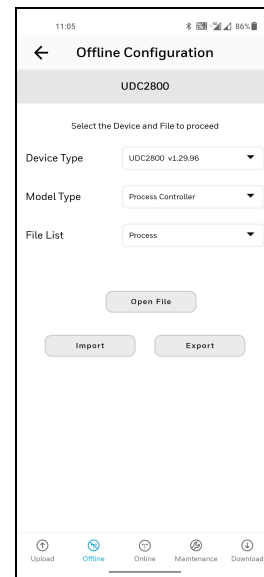 11:05
86%
Offline Configuration
UDC2800
Select the Device and File to proceed
Device Type UDC2800 v1.29.96
Model Type Process Controller
File List Process
Open File
Import Export
Upload Offline Online Maintenance Download